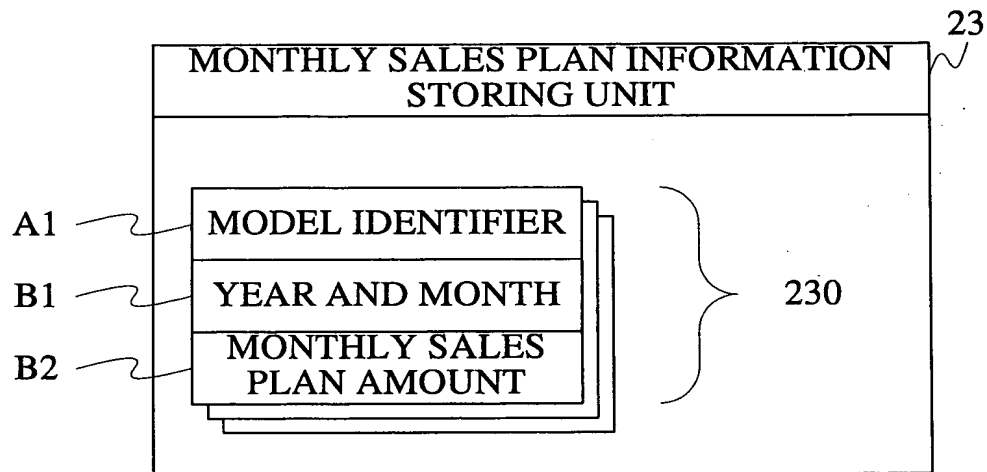 23
MONTHLY SALES PLAN INFORMATION
STORING UNIT
A1
MODEL IDENTIFIER
B1
YEAR AND MONTH
230
B2
MONTHLY SALES
PLAN AMOUNT